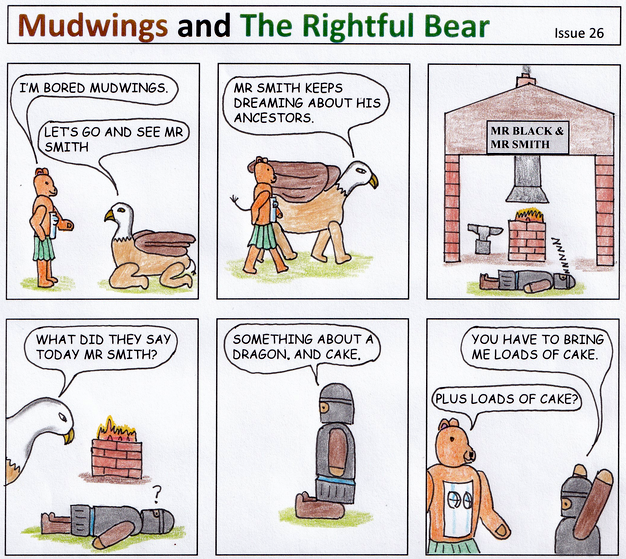 Mudwings and The Rightful Bear
Issue 26
I'M BORED MUDWINGS.
LET'S GO AND SEE MR
SMITH
MR SMITH KEEPS
DREAMING ABOUT HIS
ANCESTORS.
MR BLACK &
MR SMITH
NNNNN!
WHAT DID THEY SAY
TODAY MR SMITH?
?
SOMETHING ABOUT A
DRAGON. AND CAKE.
YOU HAVE TO BRING
ME LOADS OF CAKE.
PLUS LOADS OF CAKE?